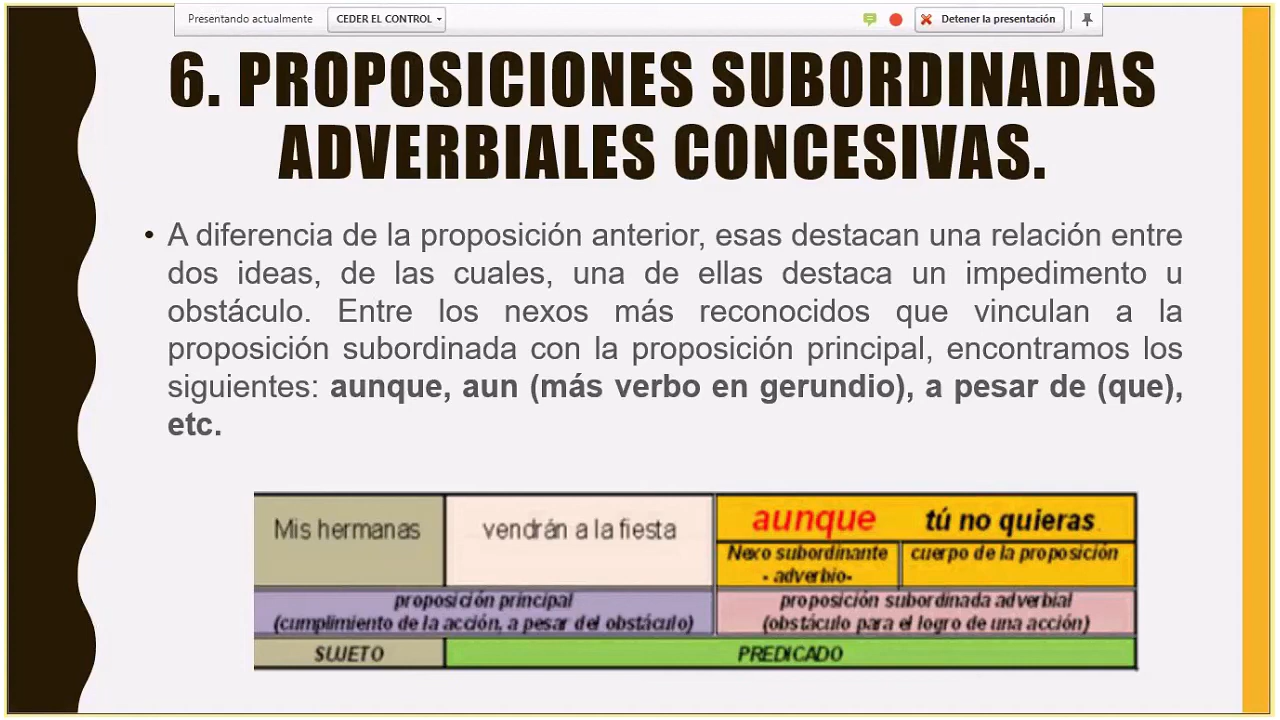 Presentando actualmente CEDER EL CONTROL Detener la presentación
6. PROPOSICIONES SUBORDINADAS
ADVERBIALES CONCESIVAS.
• A diferencia de la proposición anterior, esas destacan una relación entre
dos ideas, de las cuales, una de ellas destaca un impedimento u
obstáculo. Entre los nexos más reconocidos que vinculan a la
proposición subordinada con la proposición principal, encontramos los
siguientes: aunque, aun (más verbo en gerundio), a pesar de (que),
etc.
Mis hermanas vendrán a la fiesta aunque tú no quieras.
Nexo subordinante cuerpo de la proposición
- adverbio-
proposición principal proposición subordinada adverbial
(cumplimiento de la acción, a pesar del obstáculo) (obstáculo para el logro de una acción)
SUJETO PREDICADO